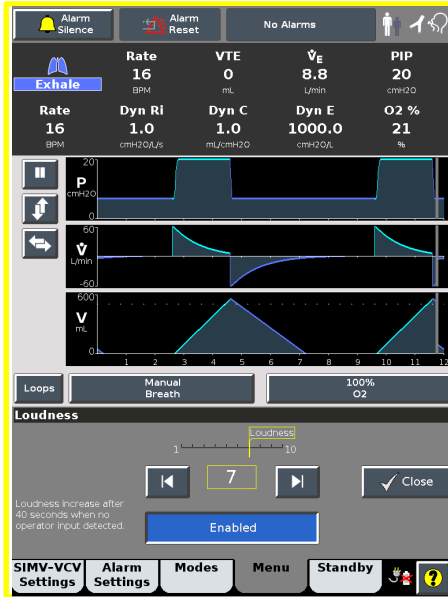 Alarm Silence
Alarm Reset
No Alarms
Exhale
Rate
16
BPM
VTE
0
mL
V̇E
8.8
L/min
PIP
20
cmH2O
Rate
16
BPM
Dyn Ri
1.0
cmH2O/L/s
Dyn C
1.0
mL/cmH2O
Dyn E
1000.0
cmH2O/L
O2 %
21
%
20
P
cmH2O
0
60
V̇
L/min
-60
600
V
mL
0
1 2 3 4 5 6 7 8 9 10 11 12
Loops
Manual
Breath
100%
O2
Loudness
Loudness
1
10
7
Close
Loudness increase after
40 seconds when no
operator input detected.
Enabled
SIMV-VCV
Settings
Alarm
Settings
Modes
Menu
Standby
?